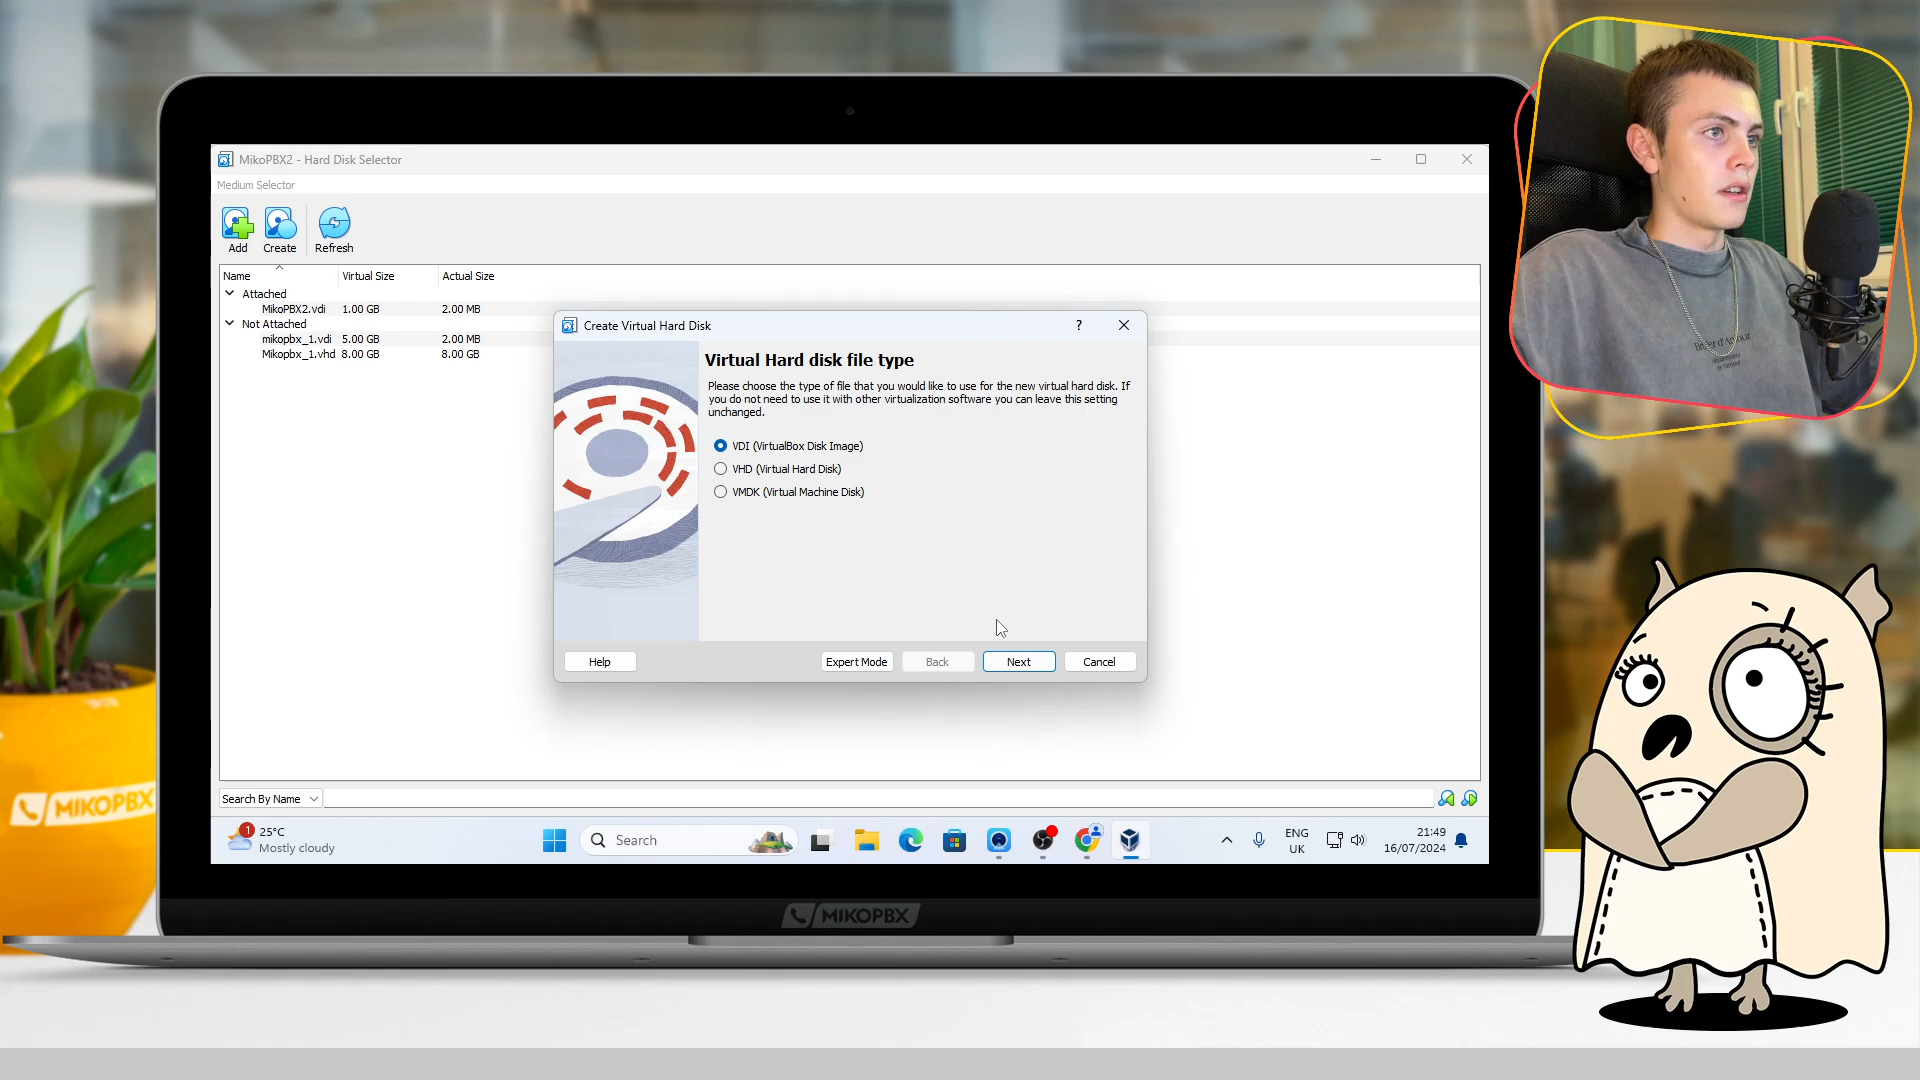 MikoPBX2 - Hard Disk Selector
Medium Selector
Add Create Refresh
Name Virtual Size Actual Size
Attached
MikoPBX2.vdi 1.00 GB 2.00 MB
Not Attached
mikopbx_1.vdi 5.00 GB 2.00 MB
Mikopbx_1.vhd 8.00 GB 8.00 GB
Create Virtual Hard Disk ?
Virtual Hard disk file type
Please choose the type of file that you would like to use for the new virtual hard disk. If
you do not need to use it with other virtualization software you can leave this setting
unchanged.
VDI (VirtualBox Disk Image)
VHD (Virtual Hard Disk)
VMDK (Virtual Machine Disk)
Help Expert Mode Back Next Cancel
Search By Name
1 25°C
Mostly cloudy
Search
ENG
UK
21:49
16/07/2024
MIKOPBX
MIKOPBX